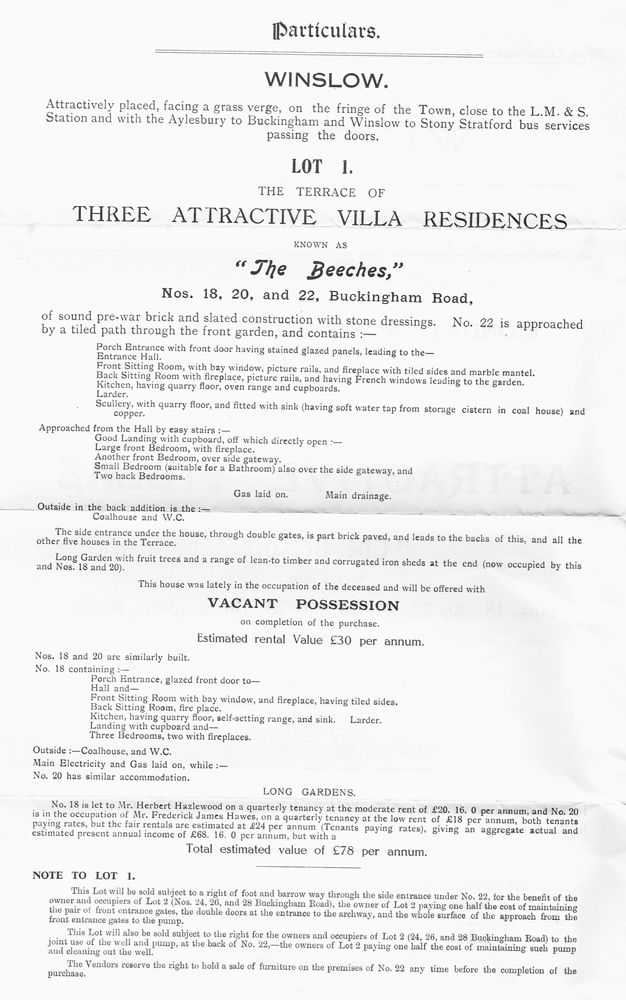 Particulars.
WINSLOW.
Attractively placed, facing a grass verge, on the fringe of the Town, close to the L.M. & S.
Station and with the Aylesbury to Buckingham and Winslow to Stony Stratford bus services
passing the doors.
LOT 1.
THE TERRACE OF
THREE ATTRACTIVE VILLA RESIDENCES
KNOWN AS
"The Beeches,"
Nos. 18, 20, and 22, Buckingham Road,
of sound pre-war brick and slated construction with stone dressings. No. 22 is approached
by a tiled path through the front garden, and contains :—
Porch Entrance with front door having stained glazed panels, leading to the—
Entrance Hall.
Front Sitting Room, with bay window, picture rails, and fireplace with tiled sides and marble mantel.
Back Sitting Room with fireplace, picture rails, and having French windows leading to the garden.
Kitchen, having quarry floor, oven range and cupboards.
Larder.
Scullery, with quarry floor, and fitted with sink (having soft water tap from storage cistern in coal house) and
copper.
Approached from the Hall by easy stairs :—
Good Landing with cupboard, off which directly open :—
Large front Bedroom, with fireplace.
Another front Bedroom, over side gateway.
Small Bedroom (suitable for a Bathroom) also over the side gateway, and
Two back Bedrooms.
Gas laid on. Main drainage.
Outside in the back addition is the :—
Coalhouse and W.C.
The side entrance under the house, through double gates, is part brick paved, and leads to the backs of this, and all the
other five houses in the Terrace.
Long Garden with fruit trees and a range of lean-to timber and corrugated iron sheds at the end (now occupied by this
and Nos. 18 and 20).
This house was lately in the occupation of the deceased and will be offered with
VACANT POSSESSION
on completion of the purchase.
Estimated rental Value £30 per annum.
Nos. 18 and 20 are similarly built.
No. 18 containing :—
Porch Entrance, glazed front door to—
Hall and—
Front Sitting Room with bay window, and fireplace, having tiled sides.
Back Sitting Room, fire place.
Kitchen, having quarry floor, self-setting range, and sink. Larder.
Landing with cupboard and—
Three Bedrooms, two with fireplaces.
Outside :—Coalhouse, and W.C.
Main Electricity and Gas laid on, while :—
No. 20 has similar accommodation.
LONG GARDENS.
No. 18 is let to Mr. Herbert Hazlewood on a quarterly tenancy at the moderate rent of £20. 16. 0 per annum, and No. 20
is in the occupation of Mr. Frederick James Hawes, on a quarterly tenancy at the low rent of £18 per annum, both tenants
paying rates, but the fair rentals are estimated at £24 per annum (Tenants paying rates), giving an aggregate actual and
estimated present annual income of £68. 16. 0 per annum, but with a
Total estimated value of £78 per annum.
NOTE TO LOT 1.
This Lot will be sold subject to a right of foot and barrow way through the side entrance under No. 22, for the benefit of the
owner and occupiers of Lot 2 (Nos. 24, 26, and 28 Buckingham Road), the owner of Lot 2 paying one half the cost of maintaining
the pair of front entrance gates, the double doors at the entrance to the archway, and the whole surface of the approach from the
front entrance gates to the pump.
This Lot will also be sold subject to the right for the owners and occupiers of Lot 2 (24, 26, and 28 Buckingham Road) to the
joint use of the well and pump, at the back of No. 22,—the owners of Lot 2 paying one half the cost of maintaining such pump
and cleaning out the well.
The Vendors reserve the right to hold a sale of furniture on the premises of No. 22 any time before the completion of the
purchase.